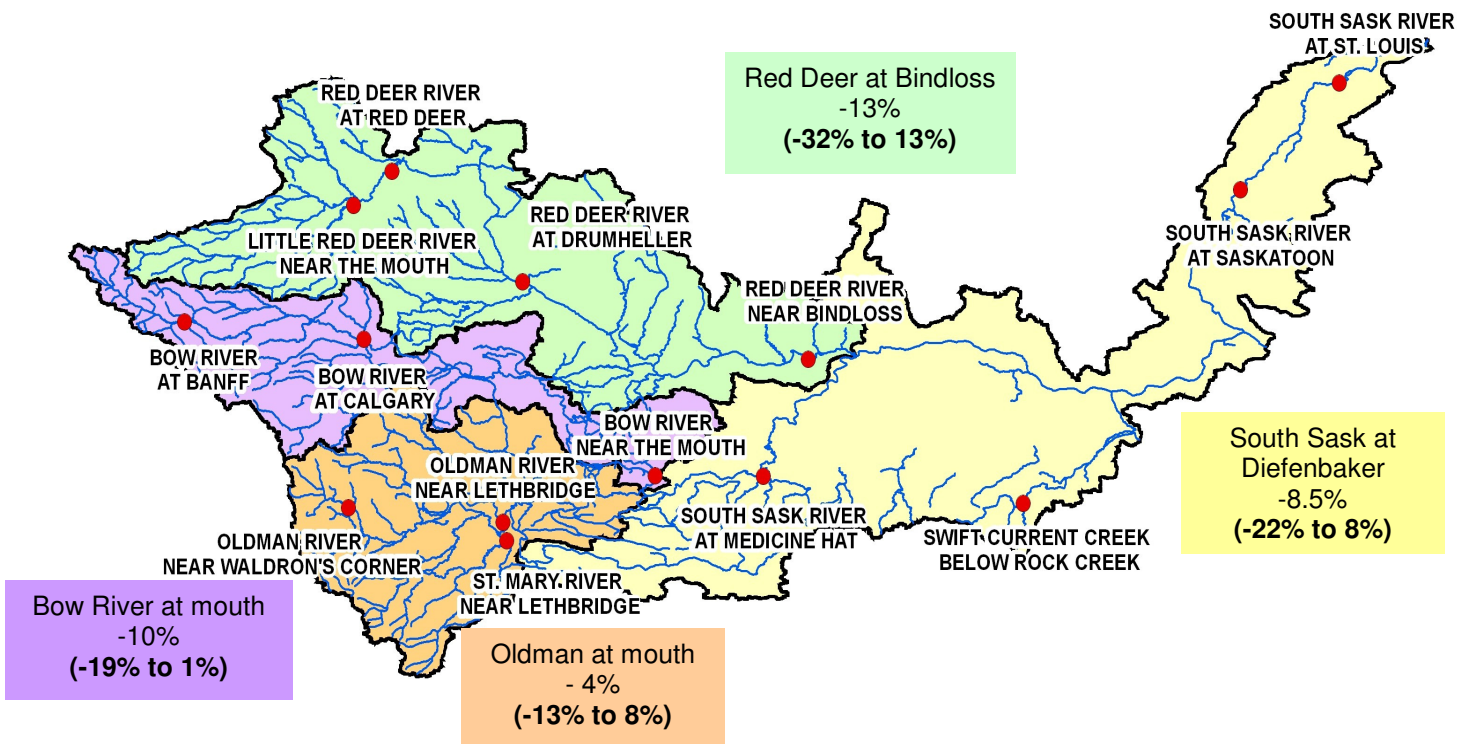 SOUTH SASK RIVER
AT ST. LOUIS
Red Deer at Bindloss
-13%
(-32% to 13%)
RED DEER RIVER
AT RED DEER
RED DEER RIVER
AT DRUMHELLER
LITTLE RED DEER RIVER
NEAR THE MOUTH
SOUTH SASK RIVER
AT SASKATOON
RED DEER RIVER
NEAR BINDLOSS
BOW RIVER
AT BANFF
BOW RIVER
AT CALGARY
BOW RIVER
NEAR THE MOUTH
South Sask at
Diefenbaker
-8.5%
(-22% to 8%)
OLDMAN RIVER
NEAR LETHBRIDGE
SOUTH SASK RIVER
AT MEDICINE HAT
SWIFT CURRENT CREEK
BELOW ROCK CREEK
OLDMAN RIVER
NEAR WALDRON'S CORNER
ST. MARY RIVER
NEAR LETHBRIDGE
Bow River at mouth
-10%
(-19% to 1%)
Oldman at mouth
- 4%
(-13% to 8%)